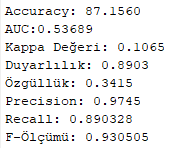 Accuracy: 87.1560
AUC:0.53689
Kappa Değeri: 0.1065
Duyarlılık: 0.8903
Özgüllük: 0.3415
Precision: 0.9745
Recall: 0.890328
F-Ölçümü: 0.930505